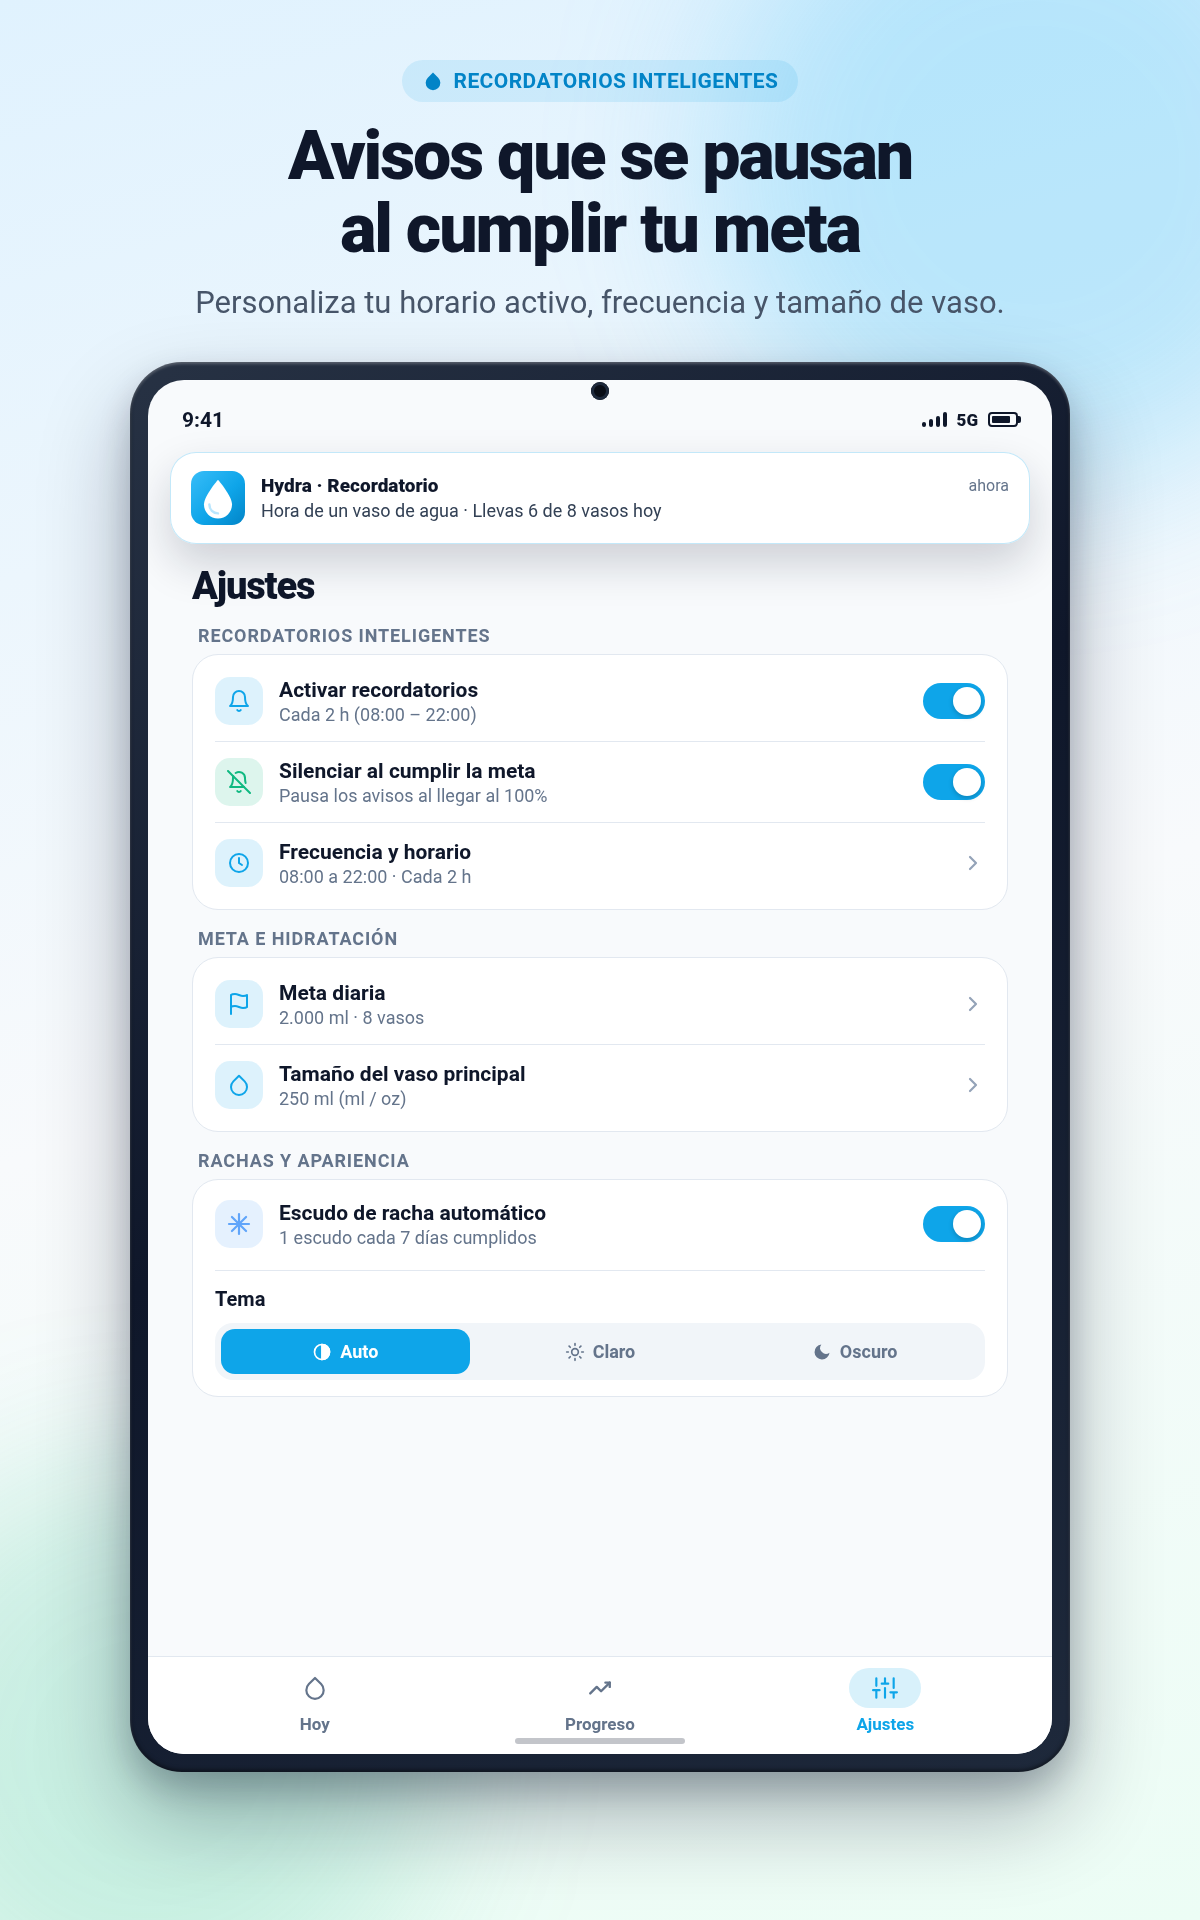 RECORDATORIOS INTELIGENTES
Avisos que se pausan
al cumplir tu meta
Personaliza tu horario activo, frecuencia y tamaño de vaso.
9:41
5G
Hydra · Recordatorio
ahora
Hora de un vaso de agua · Llevas 6 de 8 vasos hoy
Ajustes
RECORDATORIOS INTELIGENTES
Activar recordatorios
Cada 2 h (08:00 – 22:00)
Silenciar al cumplir la meta
Pausa los avisos al llegar al 100%
Frecuencia y horario
08:00 a 22:00 · Cada 2 h
META E HIDRATACIÓN
Meta diaria
2.000 ml · 8 vasos
Tamaño del vaso principal
250 ml (ml / oz)
RACHAS Y APARIENCIA
Escudo de racha automático
1 escudo cada 7 días cumplidos
Tema
Auto
Claro
Oscuro
Hoy
Progreso
Ajustes